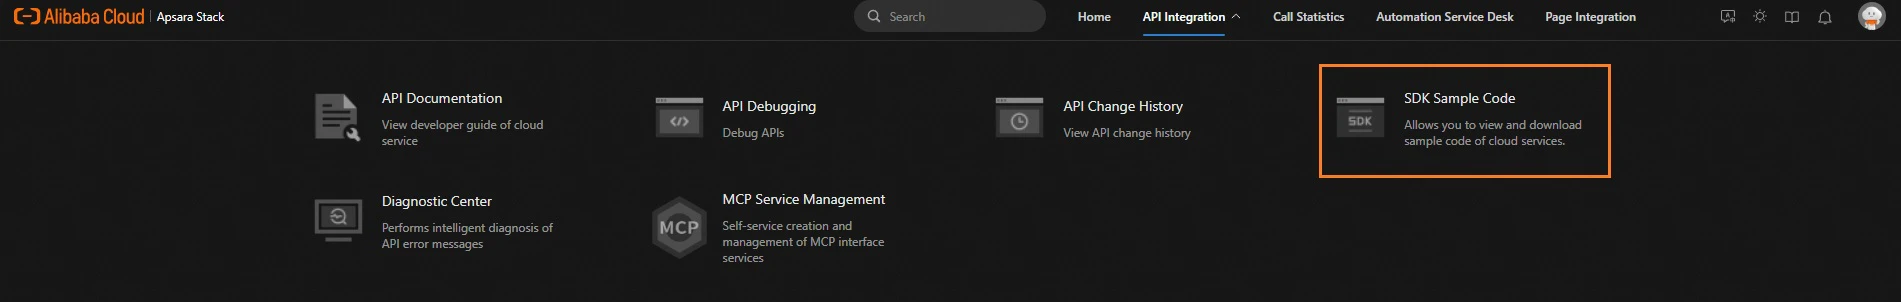 Alibaba Cloud | Apsara Stack
Search
Home
API Integration
Call Statistics
Automation Service Desk
Page Integration
API Documentation
View developer guide of cloud
service
</>
API Debugging
Debug APIs
API Change History
View API change history
SDK
SDK Sample Code
Allows you to view and download
sample code of cloud services.
Diagnostic Center
Performs intelligent diagnosis of
API error messages
MCP
MCP Service Management
Self-service creation and
management of MCP interface
services